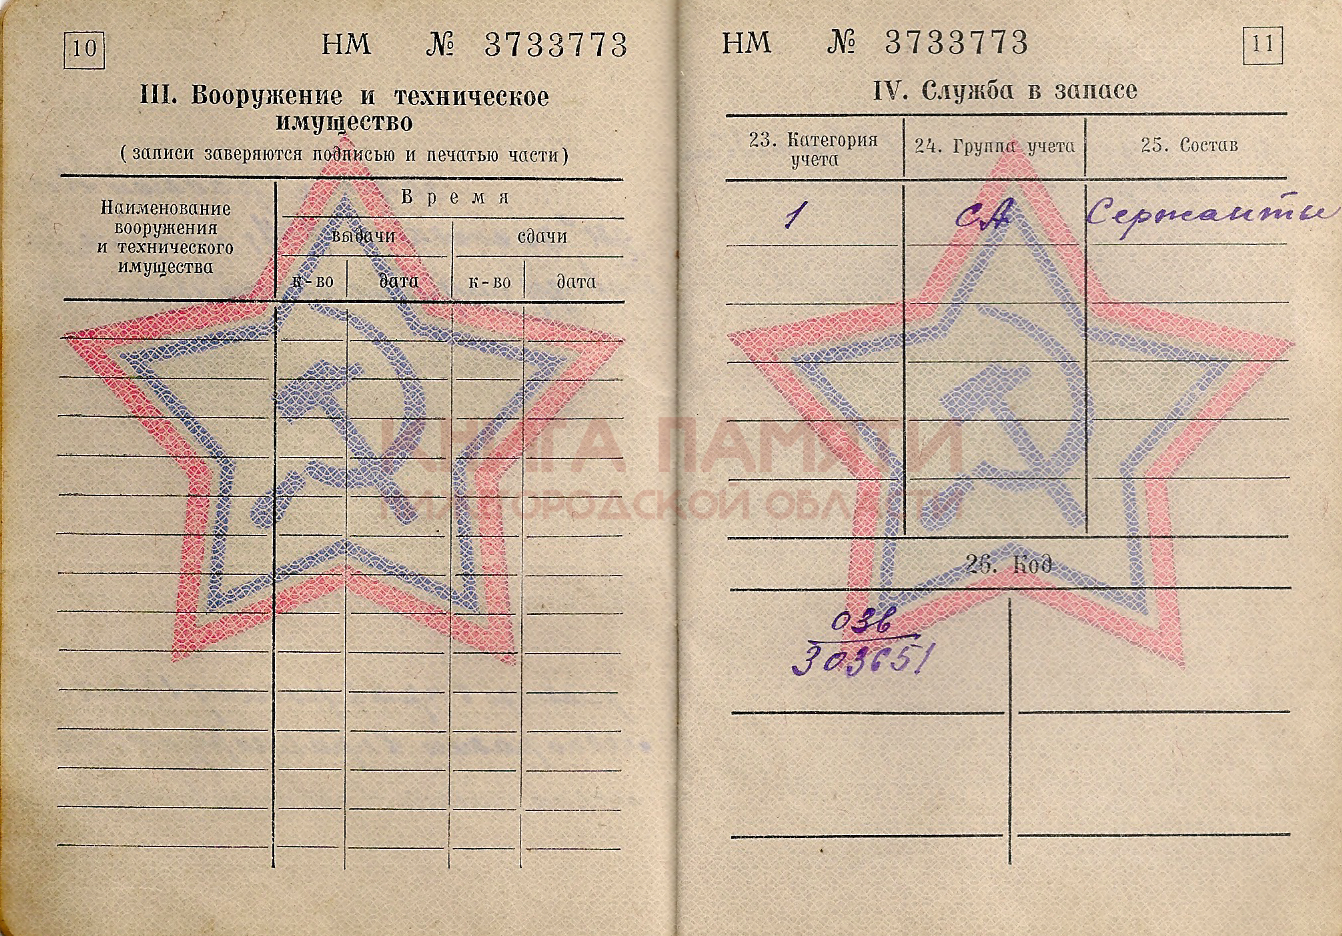 10
НМ № 3733773
III. Вооружение и техническое
имущество
(записи заверяются подписью и печатью части)
Наименование
вооружения
и технического
имущества
Время
выдачи
сдачи
к-во
дата
к-во
дата
НМ № 3733773
11
IV. Служба в запасе
23. Категория
учета
24. Группа учета
25. Состав
1
СА
Сержанты
26. Код
036
303651
КНИГА ПАМЯТИ
НИЖЕГОРОДСКОЙ ОБЛАСТИ